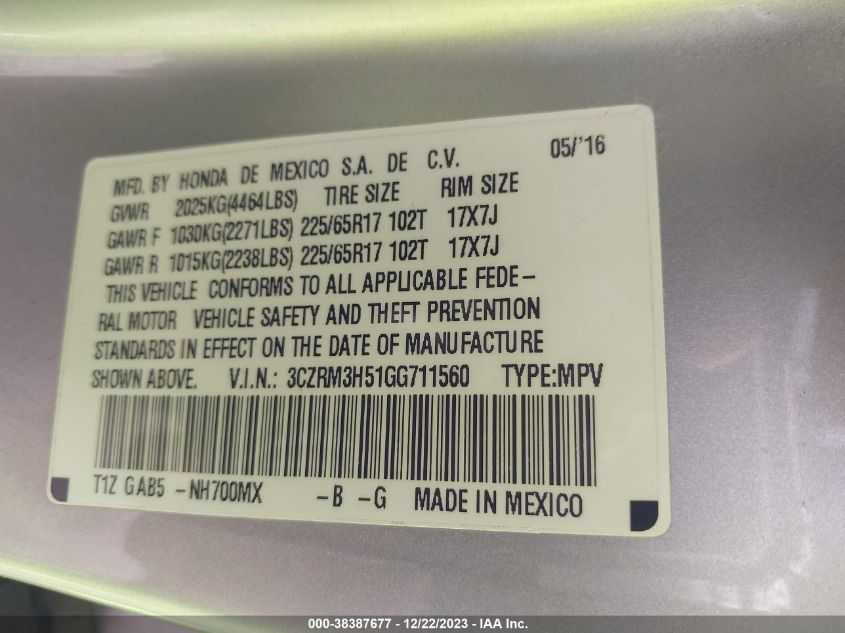 MFD. BY HONDA DE MEXICO S.A. DE C.V. 05/'16
GVWR 2025KG(4464LBS) TIRE SIZE RIM SIZE
GAWR F 1030KG(2271LBS) 225/65R17 102T 17X7J
GAWR R 1015KG(2238LBS) 225/65R17 102T 17X7J
THIS VEHICLE CONFORMS TO ALL APPLICABLE FEDE-
RAL MOTOR VEHICLE SAFETY AND THEFT PREVENTION
STANDARDS IN EFFECT ON THE DATE OF MANUFACTURE
SHOWN ABOVE. V.I.N.: 3CZRM3H51GG711560 TYPE:MPV
T1Z GAB5 -NH700MX -B -G MADE IN MEXICO
000-38387677 - 12/22/2023 - IAA Inc.